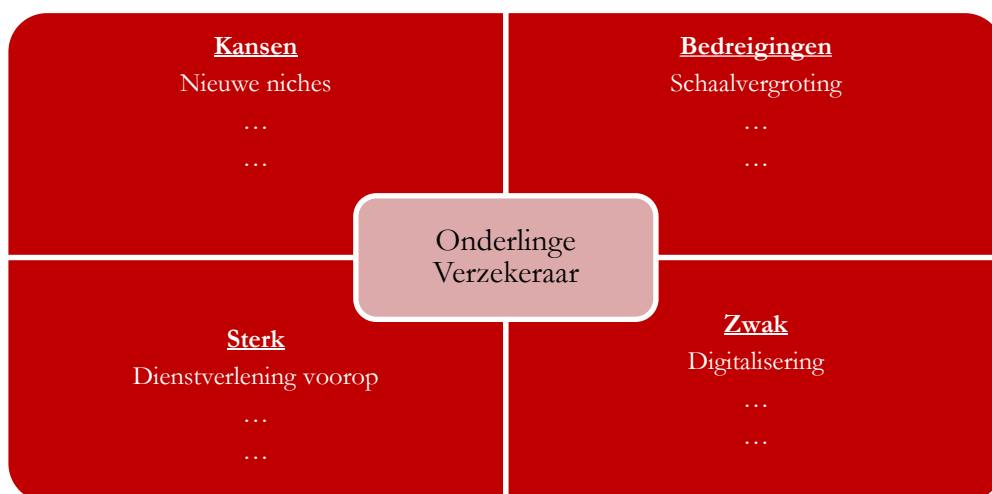 Kansen
Nieuwe niches
…
…
Bedreigingen
Schaalvergroting
…
…
Onderlinge
Verzekeraar
Sterk
Dienstverlening voorop
…
…
Zwak
Digitalisering
…
…